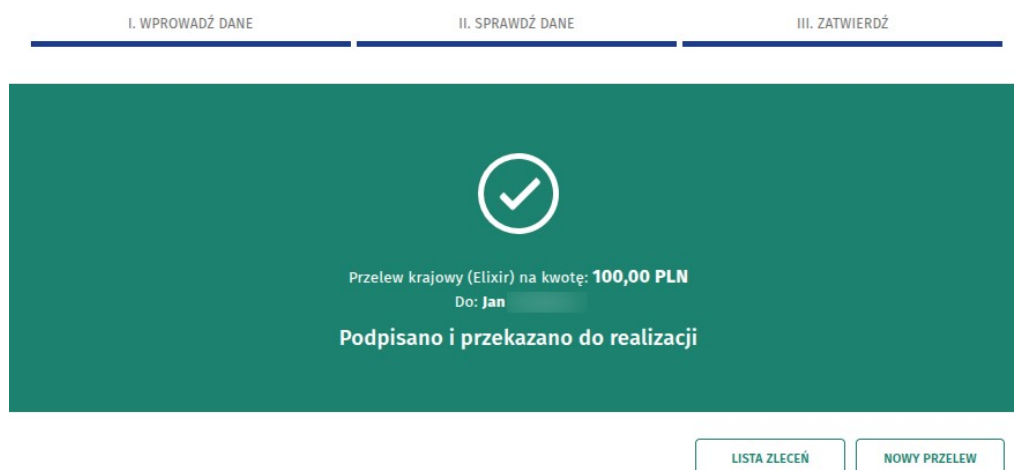 I. WPROWADŹ DANE
II. SPRAWDŹ DANE
III. ZATWIERDŹ
Przelew krajowy (Elixir) na kwotę: 100,00 PLN
Do: Jan
Podpisano i przekazano do realizacji
LISTA ZLECEŃ
NOWY PRZELEW